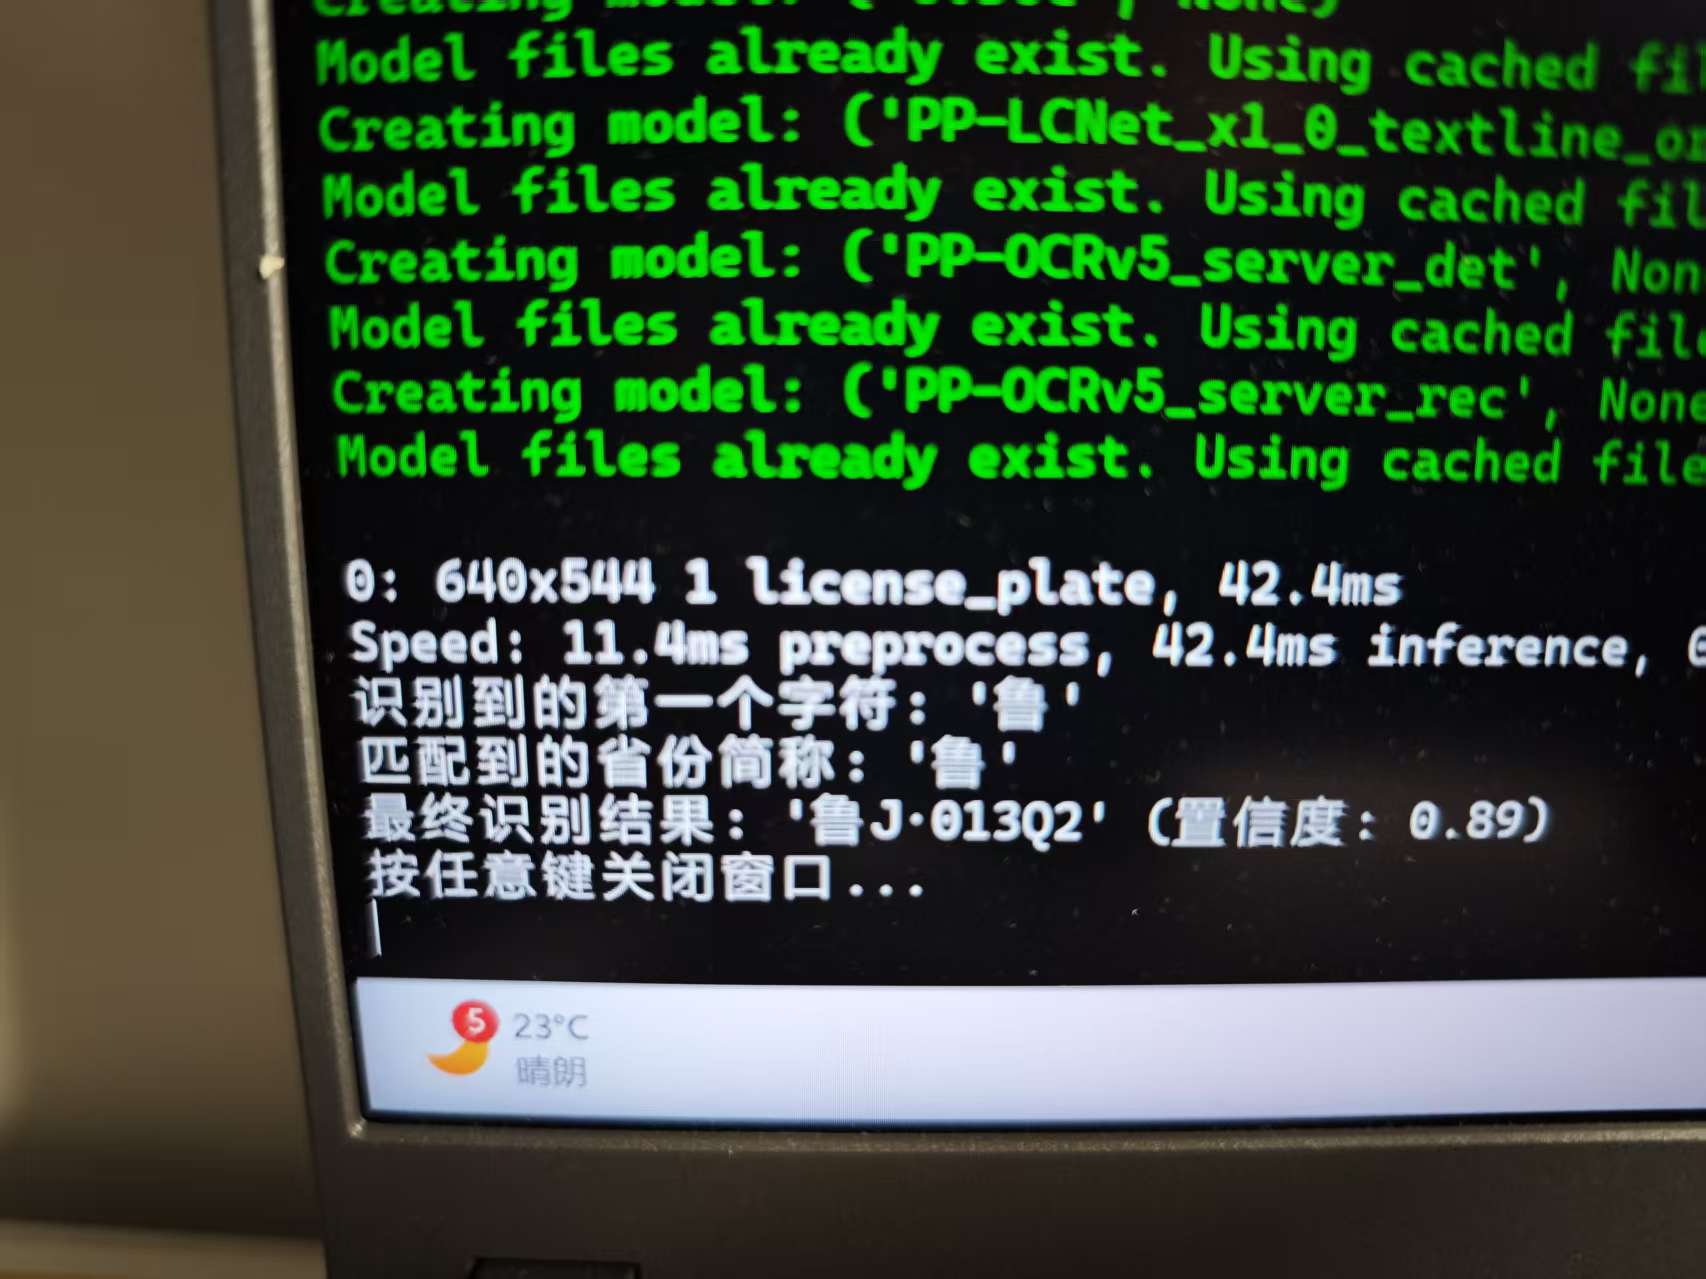 Creating model: (
Model files already exist. Using cached fil
Creating model: ('PP-LCNet_x1_0_textline_or
Model files already exist. Using cached fil
Creating model: ('PP-OCRv5_server_det', Non
Model files already exist. Using cached file
Creating model: ('PP-OCRv5_server_rec', None
Model files already exist. Using cached file
0: 640x544 1 license_plate, 42.4ms
Speed: 11.4ms preprocess, 42.4ms inference, 0
识别到的第一个字符: '鲁'
匹配到的省份简称: '鲁'
最终识别结果: '鲁J·013Q2' (置信度: 0.89)
按任意键关闭窗口...
5
23°C
晴朗